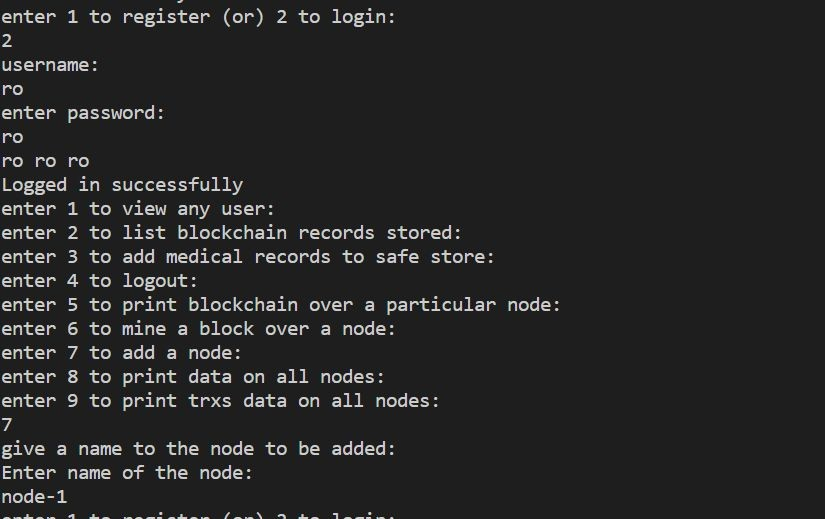 enter 1 to register (or) 2 to login:
2
username:
ro
enter password:
ro
ro ro ro
Logged in successfully
enter 1 to view any user:
enter 2 to list blockchain records stored:
enter 3 to add medical records to safe store:
enter 4 to logout:
enter 5 to print blockchain over a particular node:
enter 6 to mine a block over a node:
enter 7 to add a node:
enter 8 to print data on all nodes:
enter 9 to print trxs data on all nodes:
7
give a name to the node to be added:
Enter name of the node:
node-1
enter 1 to register (or) 2 to login: